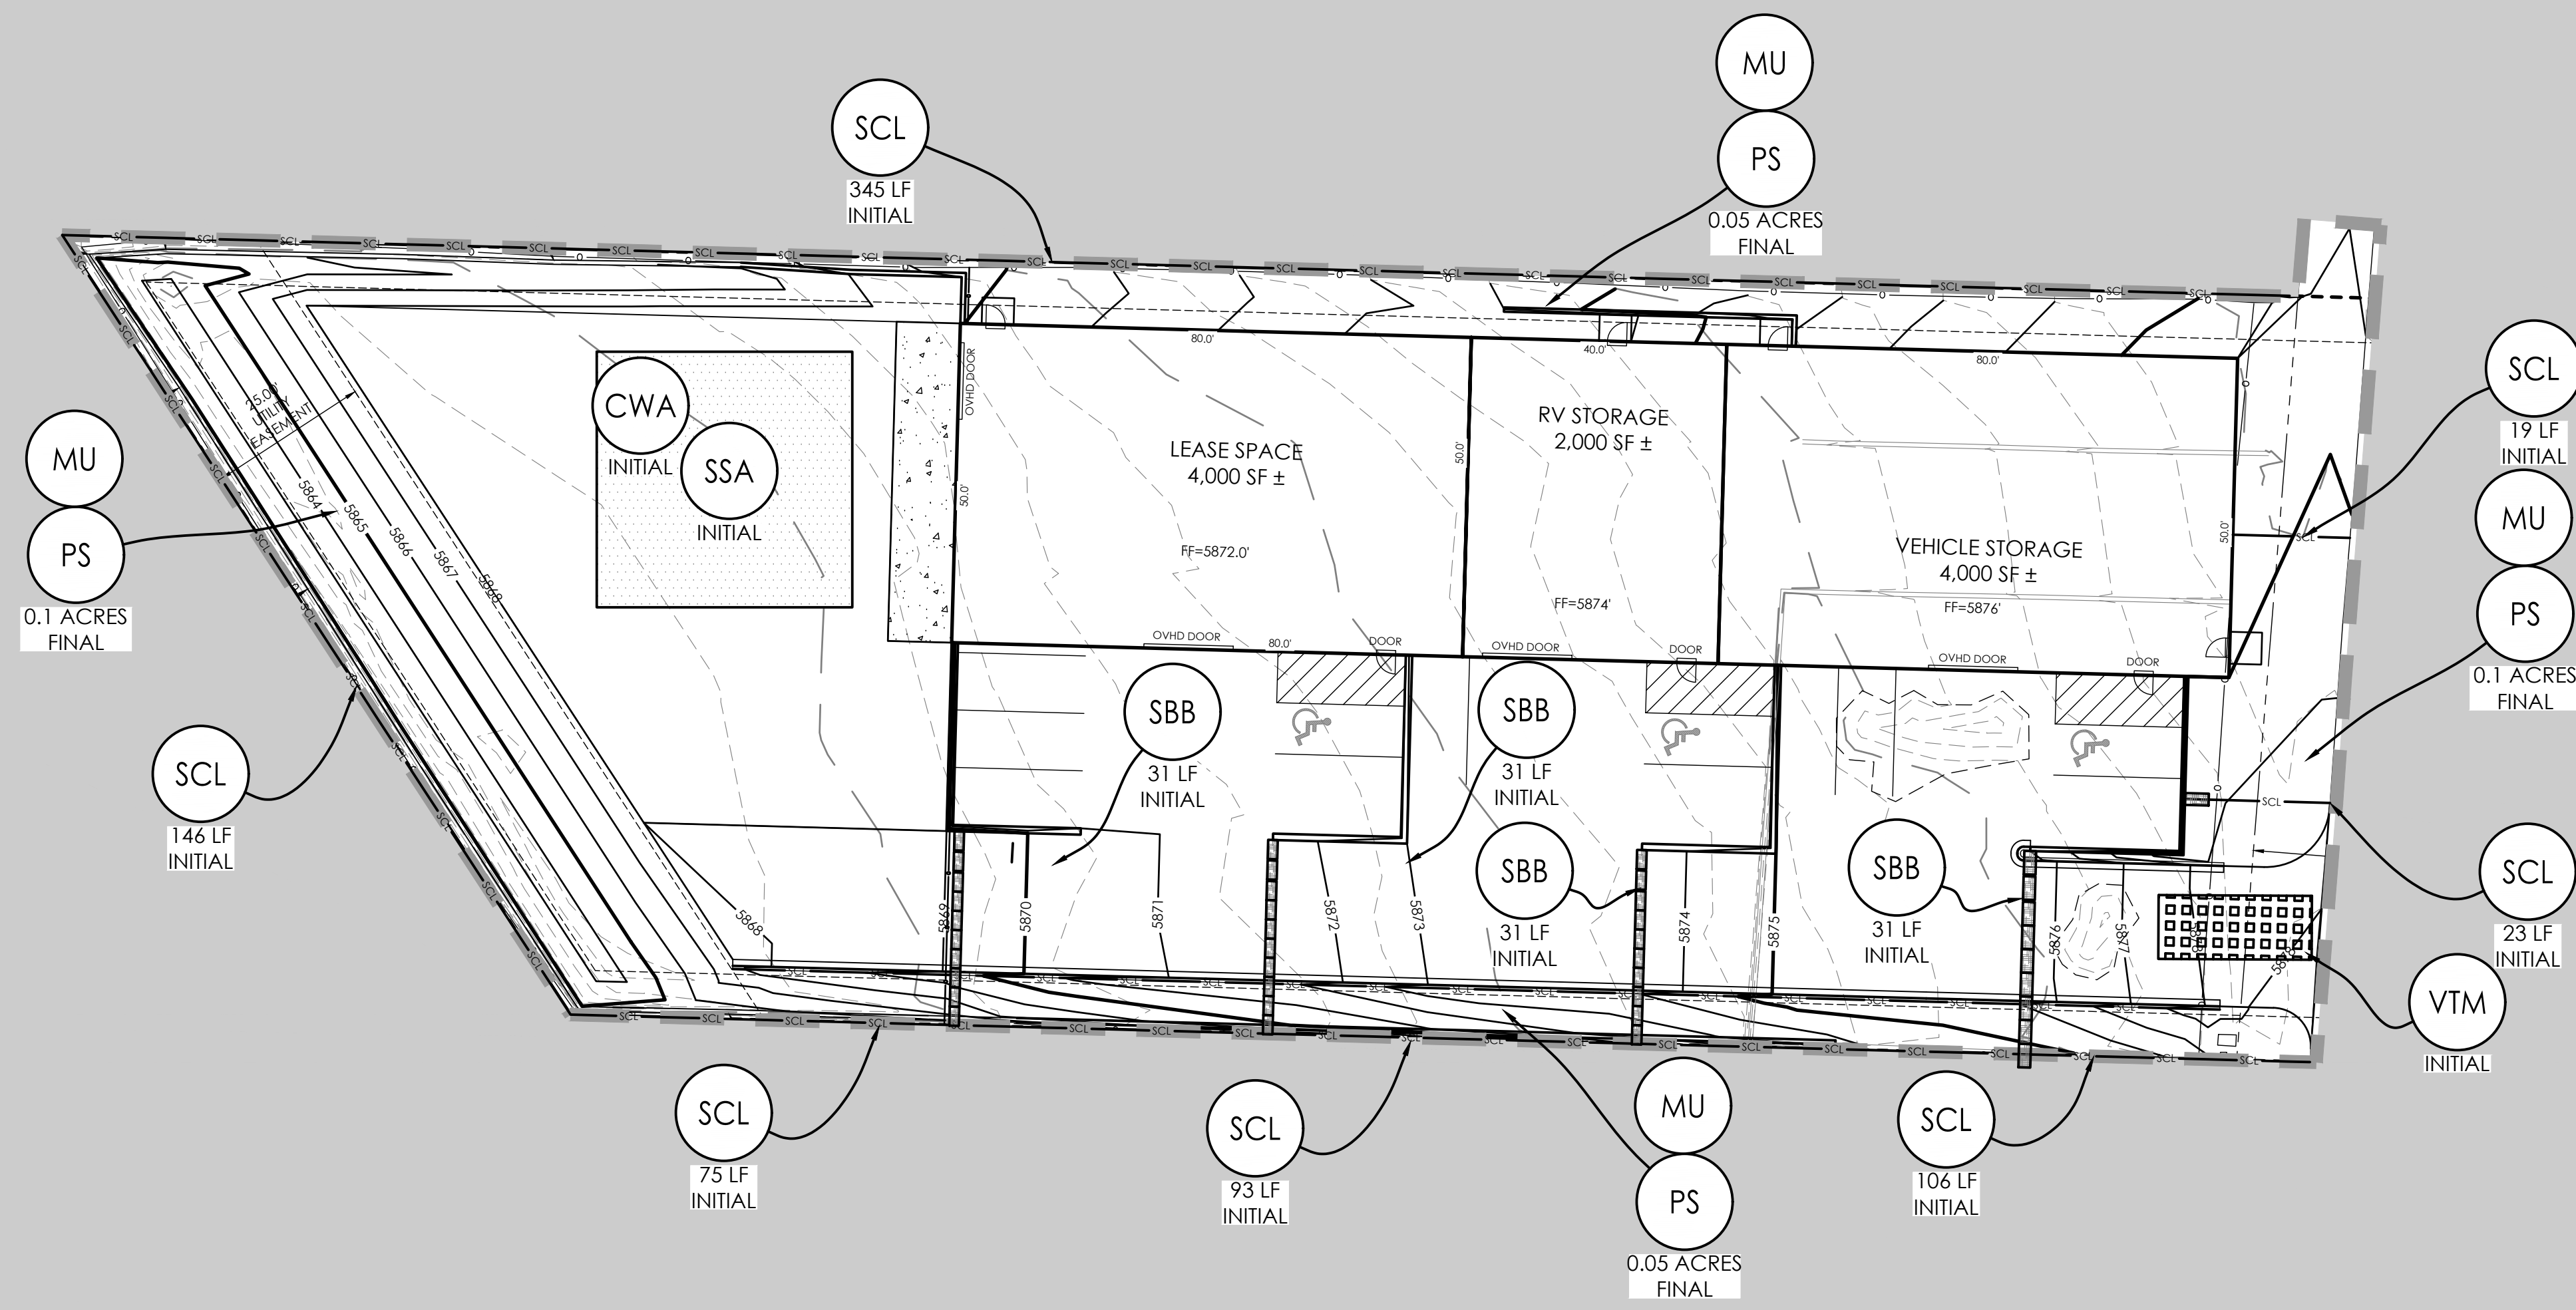 MU
PS
0.05 ACRES
FINAL
SCL
345 LF
INITIAL
SCL
19 LF
INITIAL
MU
PS
0.1 ACRES
FINAL
SCL
23 LF
INITIAL
VTM
INITIAL
MU
PS
0.1 ACRES
FINAL
SCL
146 LF
INITIAL
25.00'
UTILITY
EASEMENT
5864
5865
5866
5867
5868
CWA
INITIAL
SSA
INITIAL
OVHD DOOR
50.0'
80.0'
LEASE SPACE
4,000 SF ±
FF=5872.0'
OVHD DOOR
80.0'
DOOR
50.0'
40.0'
RV STORAGE
2,000 SF ±
FF=5874'
OVHD DOOR
DOOR
80.0'
VEHICLE STORAGE
4,000 SF ±
FF=5876'
50.0'
OVHD DOOR
DOOR
SBB
31 LF
INITIAL
SBB
31 LF
INITIAL
SBB
31 LF
INITIAL
SBB
31 LF
INITIAL
5868
5869
5870
5871
5872
5873
5874
5875
5876
5877
SCL
75 LF
INITIAL
SCL
93 LF
INITIAL
MU
PS
0.05 ACRES
FINAL
SCL
106 LF
INITIAL